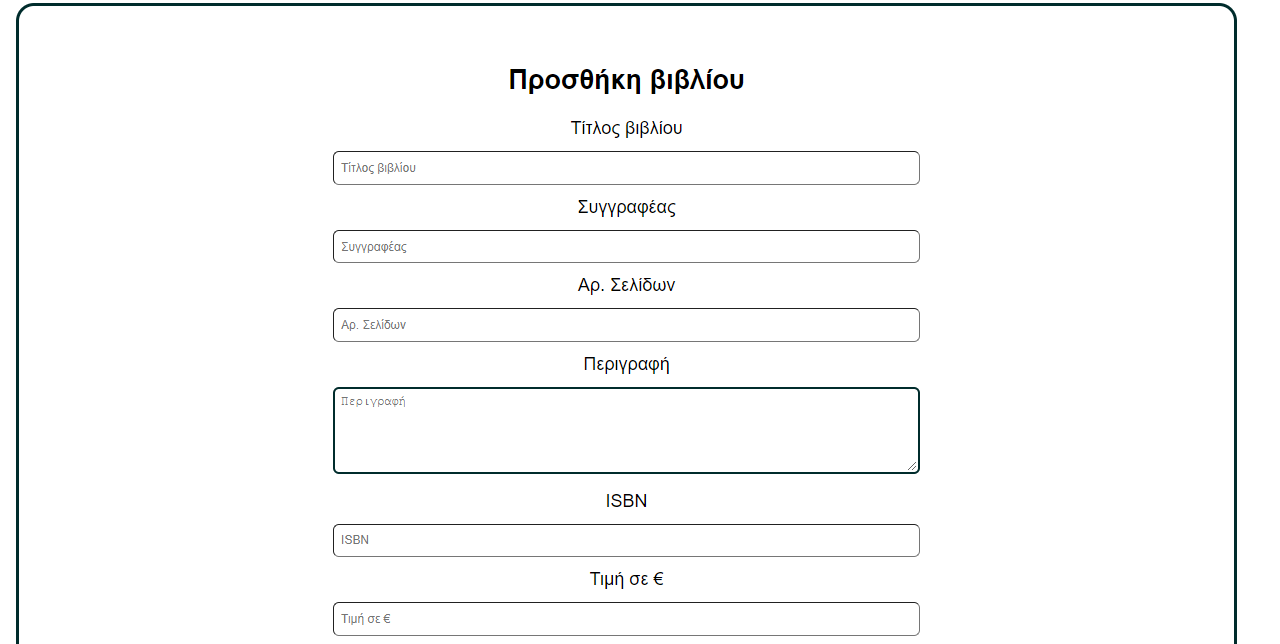 Προσθήκη βιβλίου
Τίτλος βιβλίου
Τίτλος βιβλίου
Συγγραφέας
Συγγραφέας
Αρ. Σελίδων
Αρ. Σελίδων
Περιγραφή
Περιγραφή
ISBN
ISBN
Τιμή σε €
Τιμή σε €